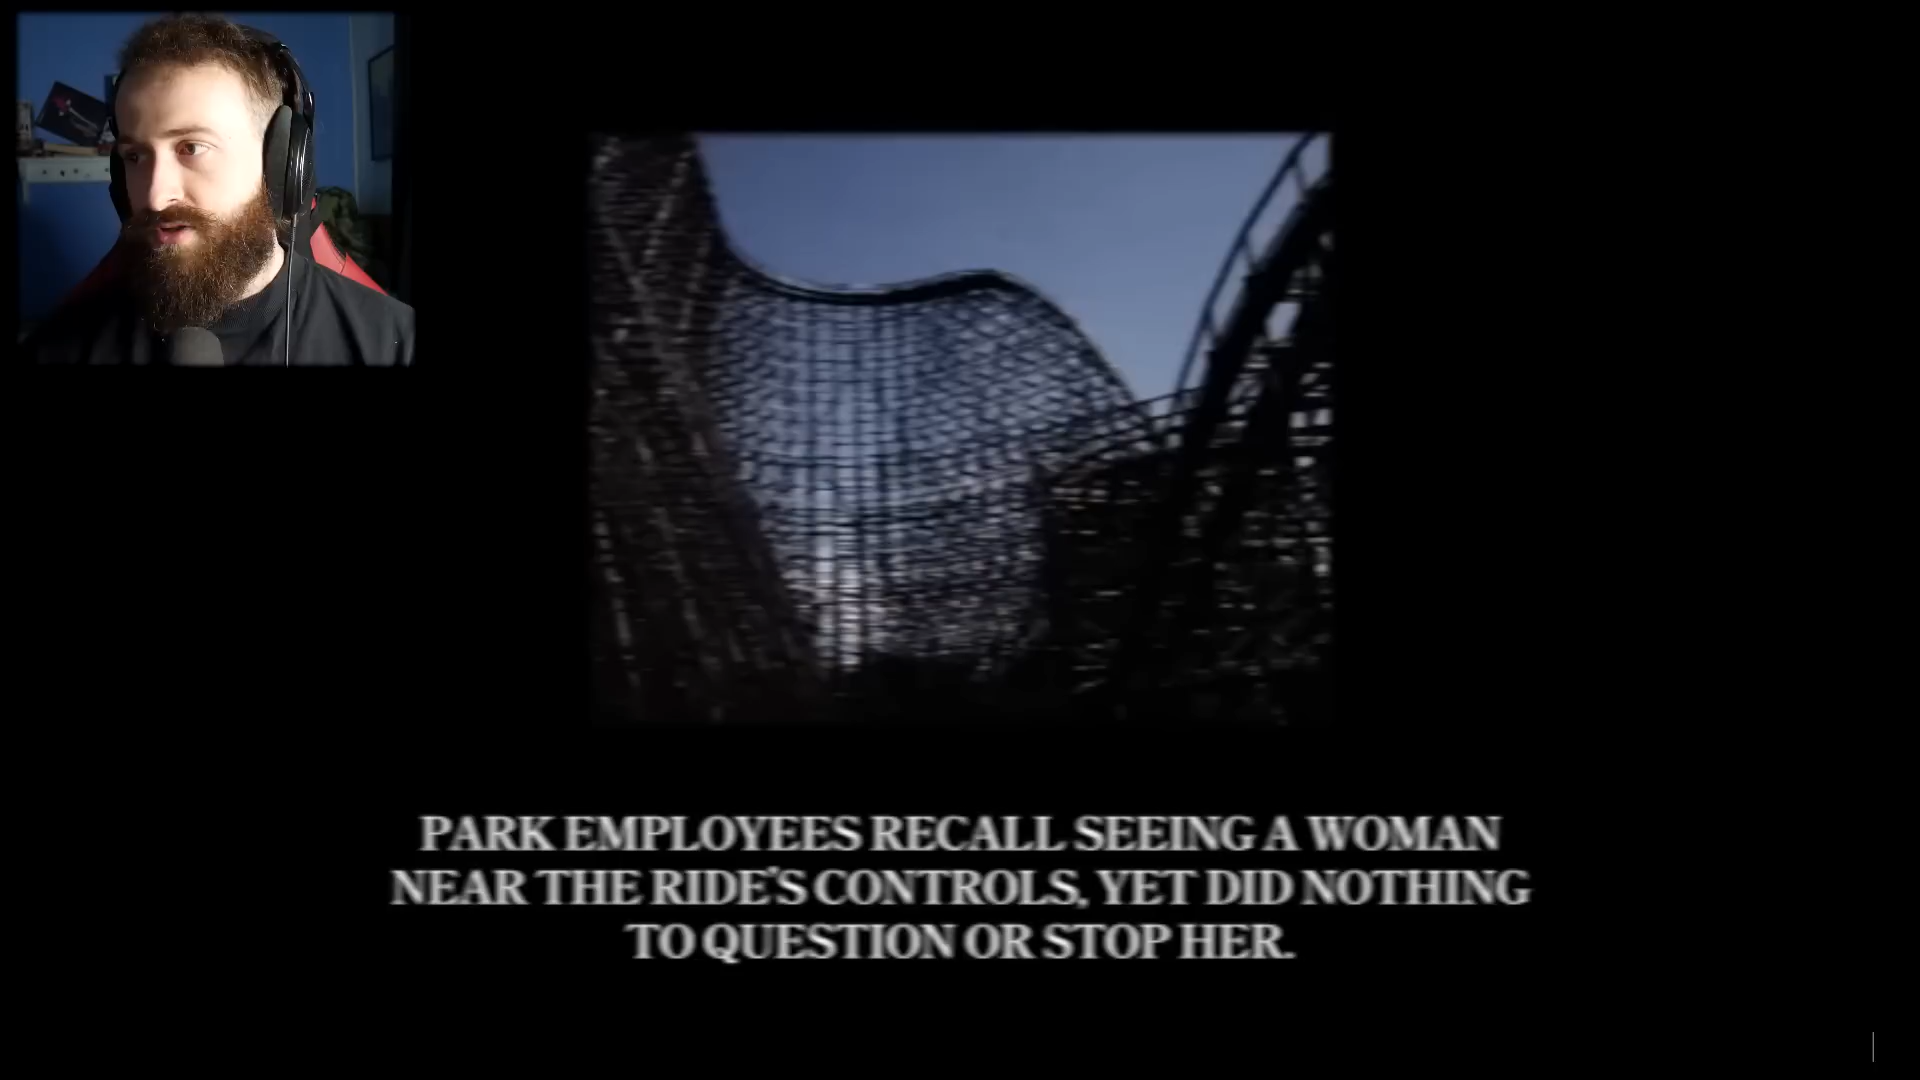 PARK EMPLOYEES RECALL SEEING A WOMAN
NEAR THE RIDE'S CONTROLS, YET DID NOTHING
TO QUESTION OR STOP HER.